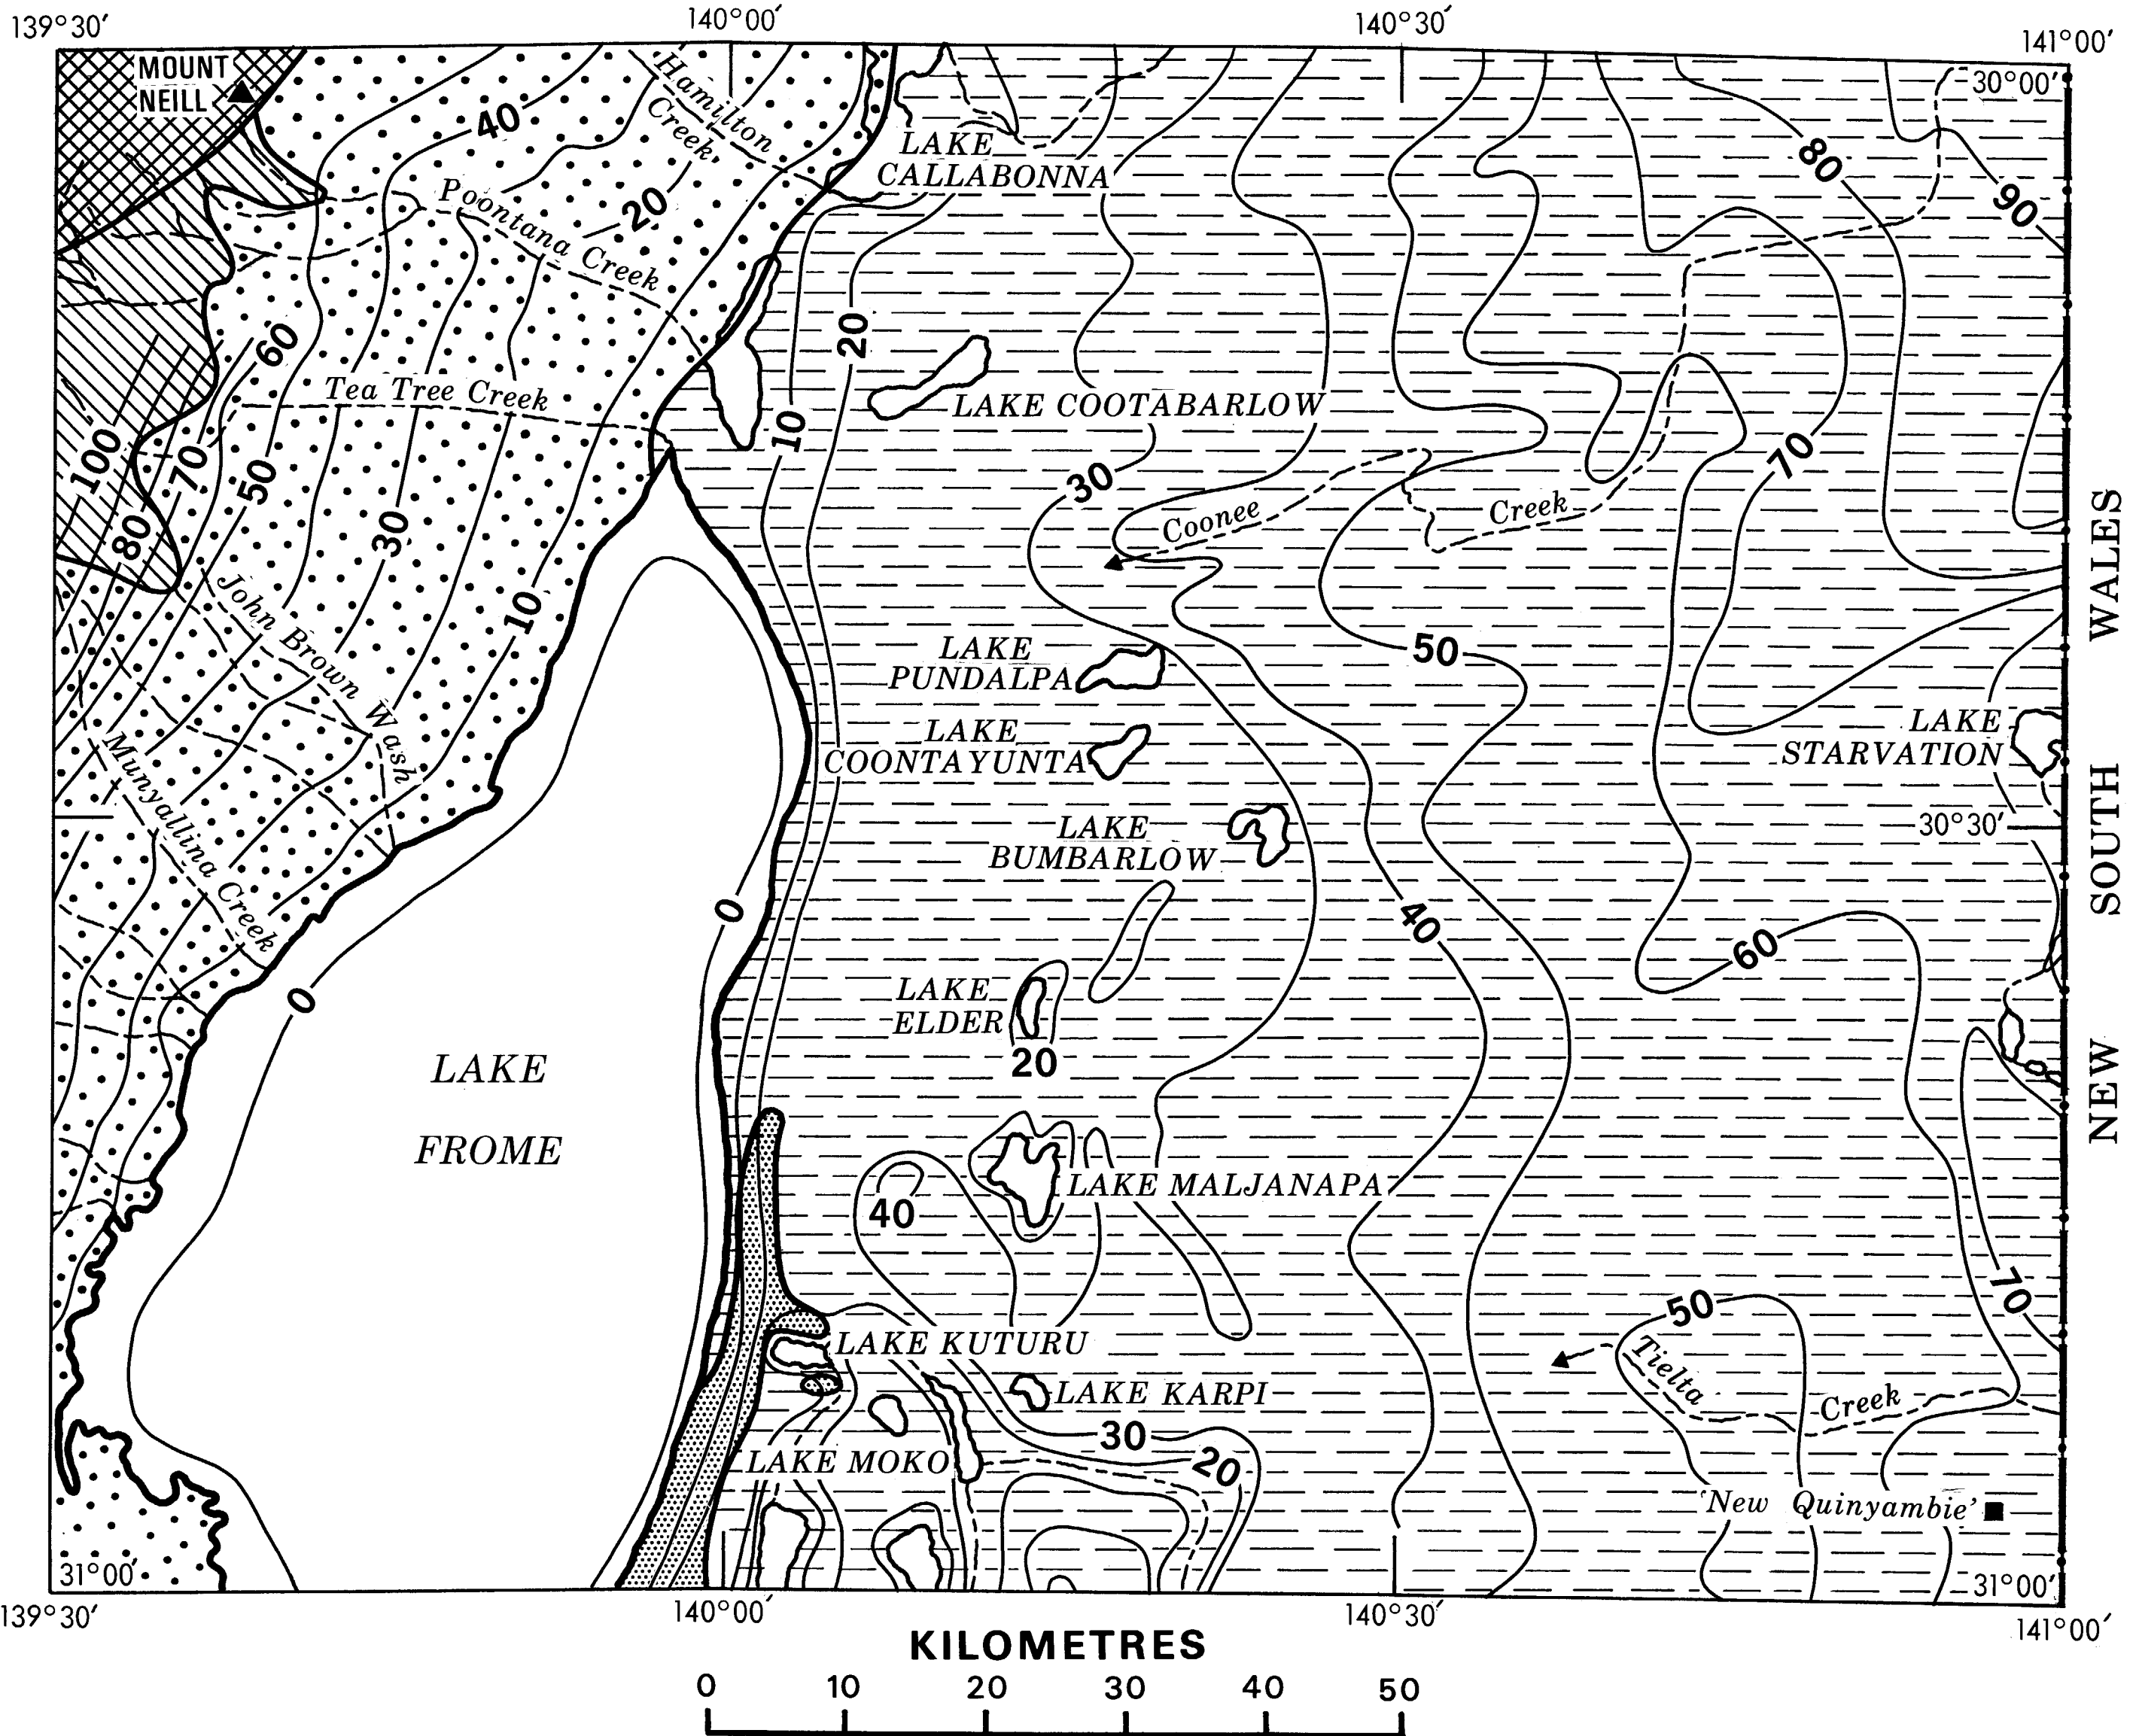 139°30′
140°00′
140°30′
141°00′
MOUNT
NEILL
30°00′
Hamilton
Creek
40
LAKE
CALLABONNA
80
Poontana Creek
20
90
60
20
Tea Tree Creek
LAKE COOTABARLOW
10
100
70
50
30
70
80
30
Coonee
Creek
10
WALES
John Brown Wash
LAKE
PUNDALPA
50
LAKE
COONTAYUNTA
LAKE
STARVATION
Munyallina Creek
LAKE
BUMBARLOW
30°30′
SOUTH
0
40
60
0
LAKE
ELDER
20
LAKE
FROME
NEW
LAKE MALJANAPA
40
70
50
LAKE KUTURU
Tielta
Creek
LAKE KARPI
30
20
LAKE MOKO
'New Quinyambie'
31°00′
31°00′
139°30′
140°00′
140°30′
141°00′
KILOMETRES
0 10 20 30 40 50